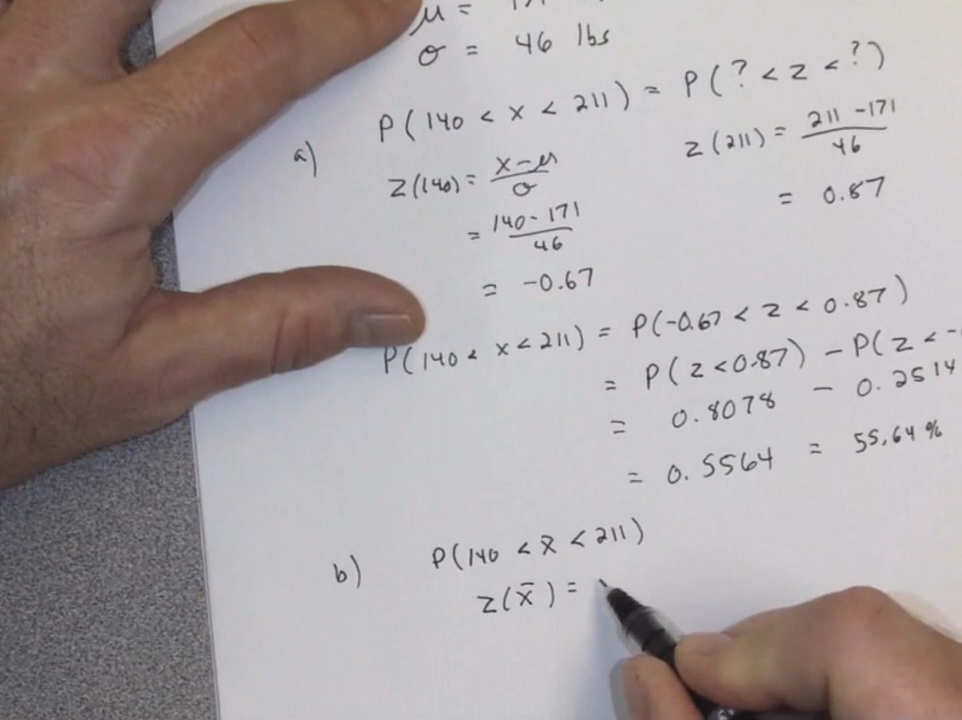 μ =
σ = 46 lbs
a) P(140 < x < 211) = P(? < z < ?)
z(140) = x-μ/σ z(211) = 211-171/46
= 140-171/46 = 0.87
= -0.67
P(140 < x < 211) = P(-0.67 < z < 0.87)
= P(z < 0.87) - P(z < -
= 0.8078 - 0.2514
= 0.5564 = 55.64%
b) P(140 < x̄ < 211)
z(x̄) =